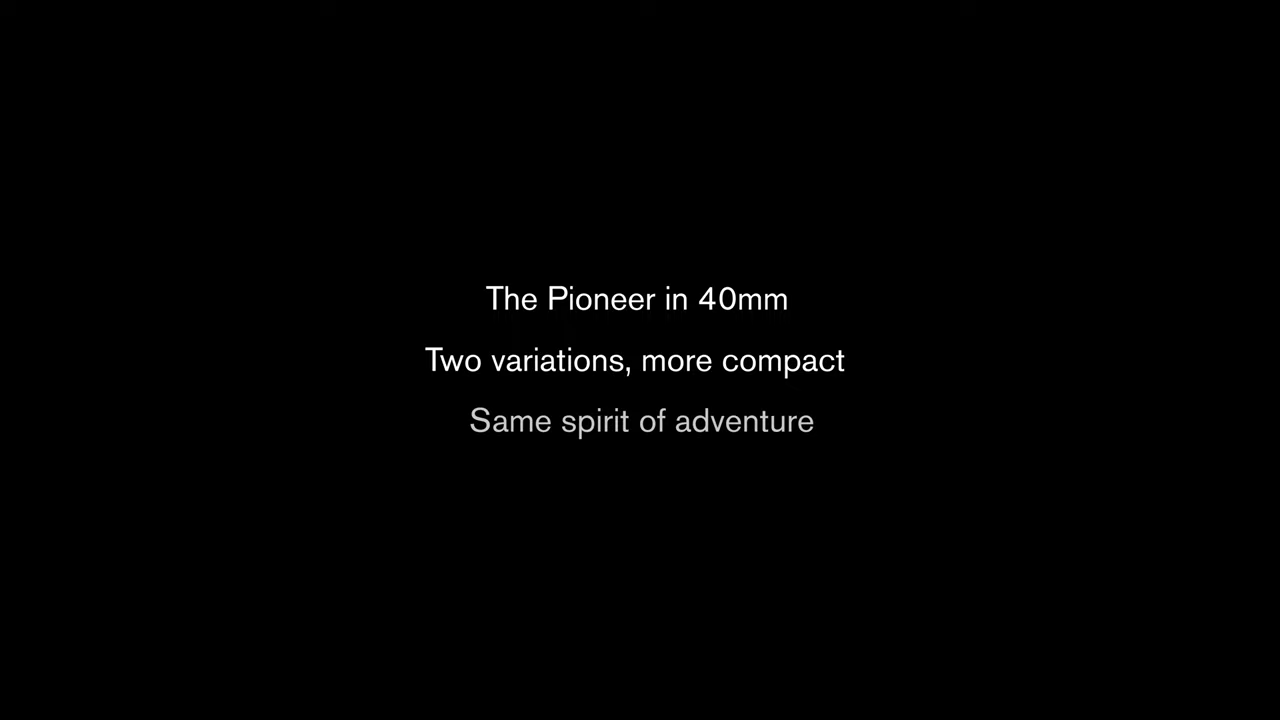 The Pioneer in 40mm
Two variations, more compact
Same spirit of adventure